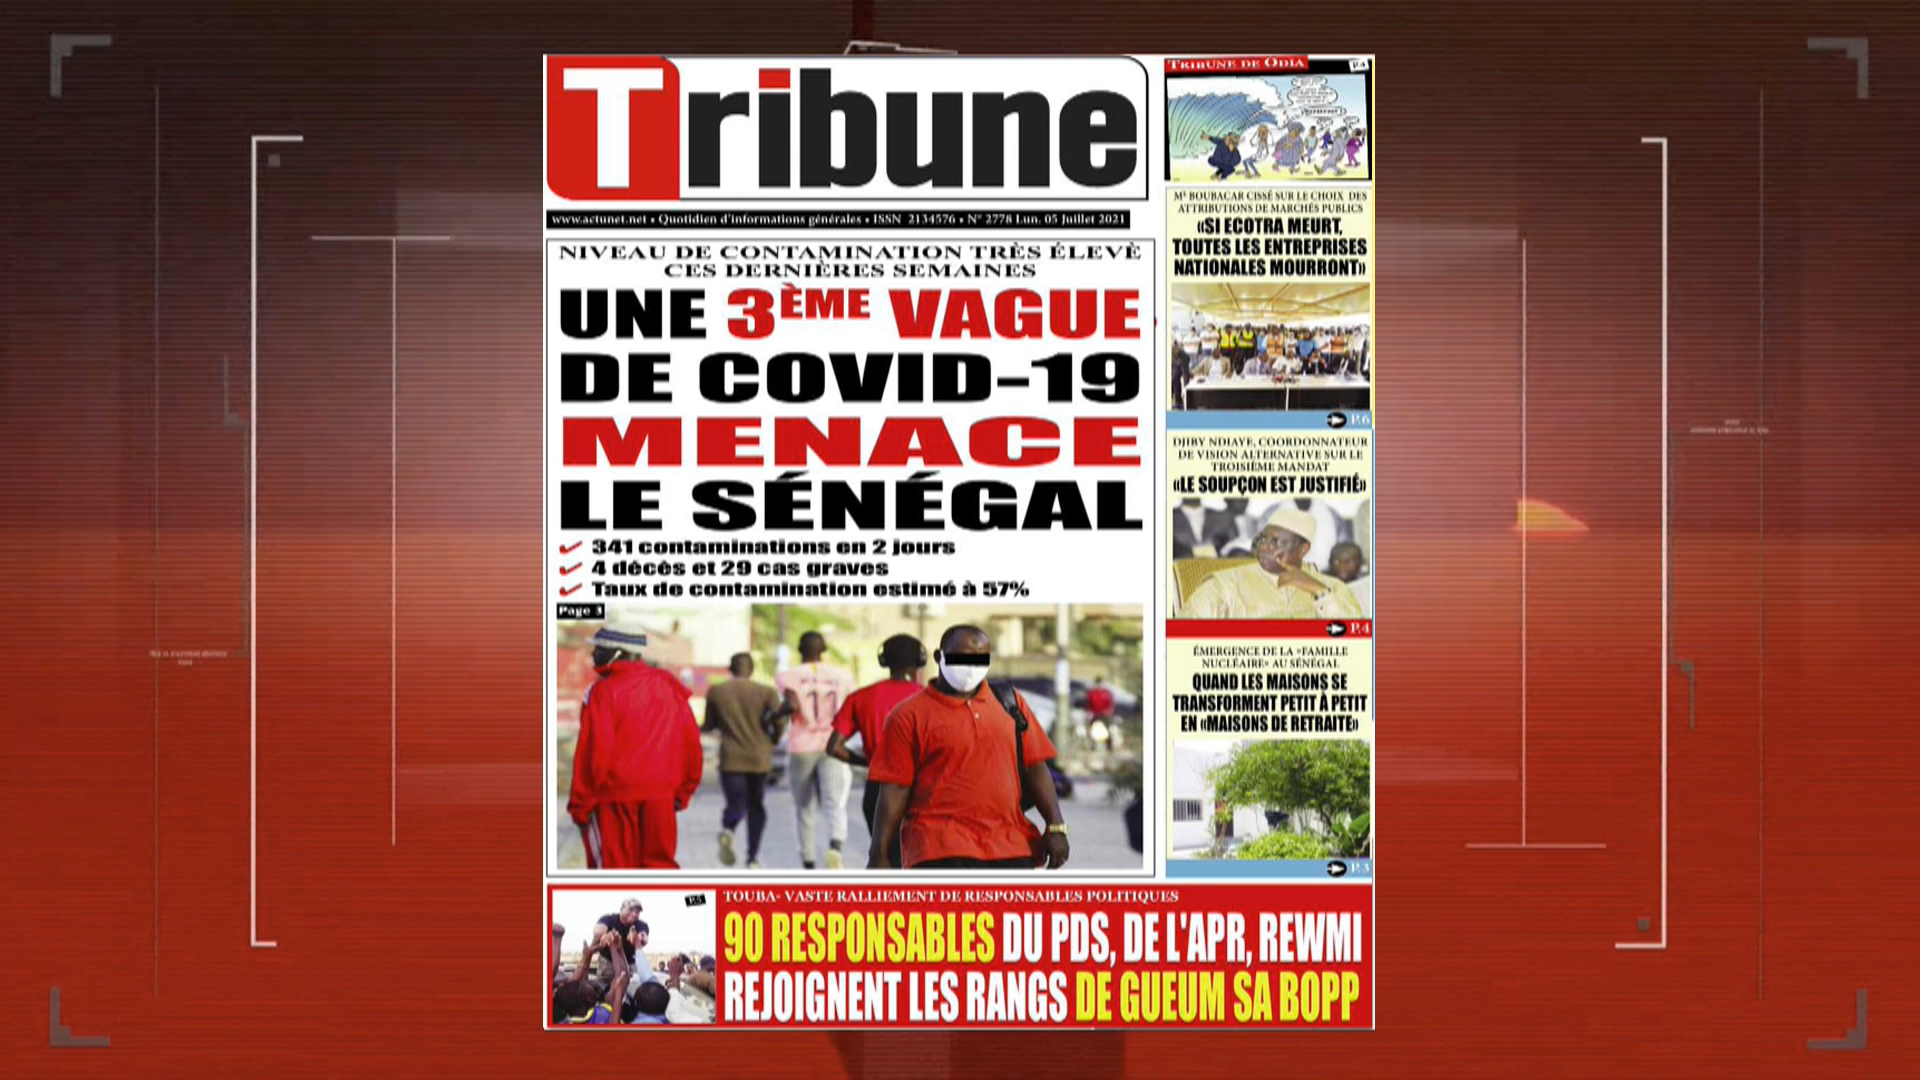 Tribune
www.actunet.net • Quotidien d'informations générales • ISSN 2134576 • N° 2778 Lun. 05 Juillet 2021
NIVEAU DE CONTAMINATION TRÈS ÉLEVÈ
CES DERNIÈRES SEMAINES
UNE 3ÈME VAGUE
DE COVID-19
MENACE
LE SÉNÉGAL
341 contaminations en 2 jours
4 décès et 29 cas graves
Taux de contamination estimé à 57%
Page 3
TRIBUNE DE ODIA
P.4
Me BOUBACAR CISSÉ SUR LE CHOIX DES
ATTRIBUTIONS DE MARCHÉS PUBLICS
«SI ECOTRA MEURT,
TOUTES LES ENTREPRISES
NATIONALES MOURRONT»
P.6
DJIBY NDIAYE, COORDONNATEUR
DE VISION ALTERNATIVE SUR LE
TROISIÈME MANDAT
«LE SOUPÇON EST JUSTIFIÉ»
P.4
ÉMERGENCE DE LA «FAMILLE
NUCLÉAIRE» AU SÉNÉGAL
QUAND LES MAISONS SE
TRANSFORMENT PETIT À PETIT
EN «MAISONS DE RETRAITE»
P.3
P.5
TOUBA- VASTE RALLIEMENT DE RESPONSABLES POLITIQUES
90 RESPONSABLES DU PDS, DE L'APR, REWMI
REJOIGNENT LES RANGS DE GUEUM SA BOPP